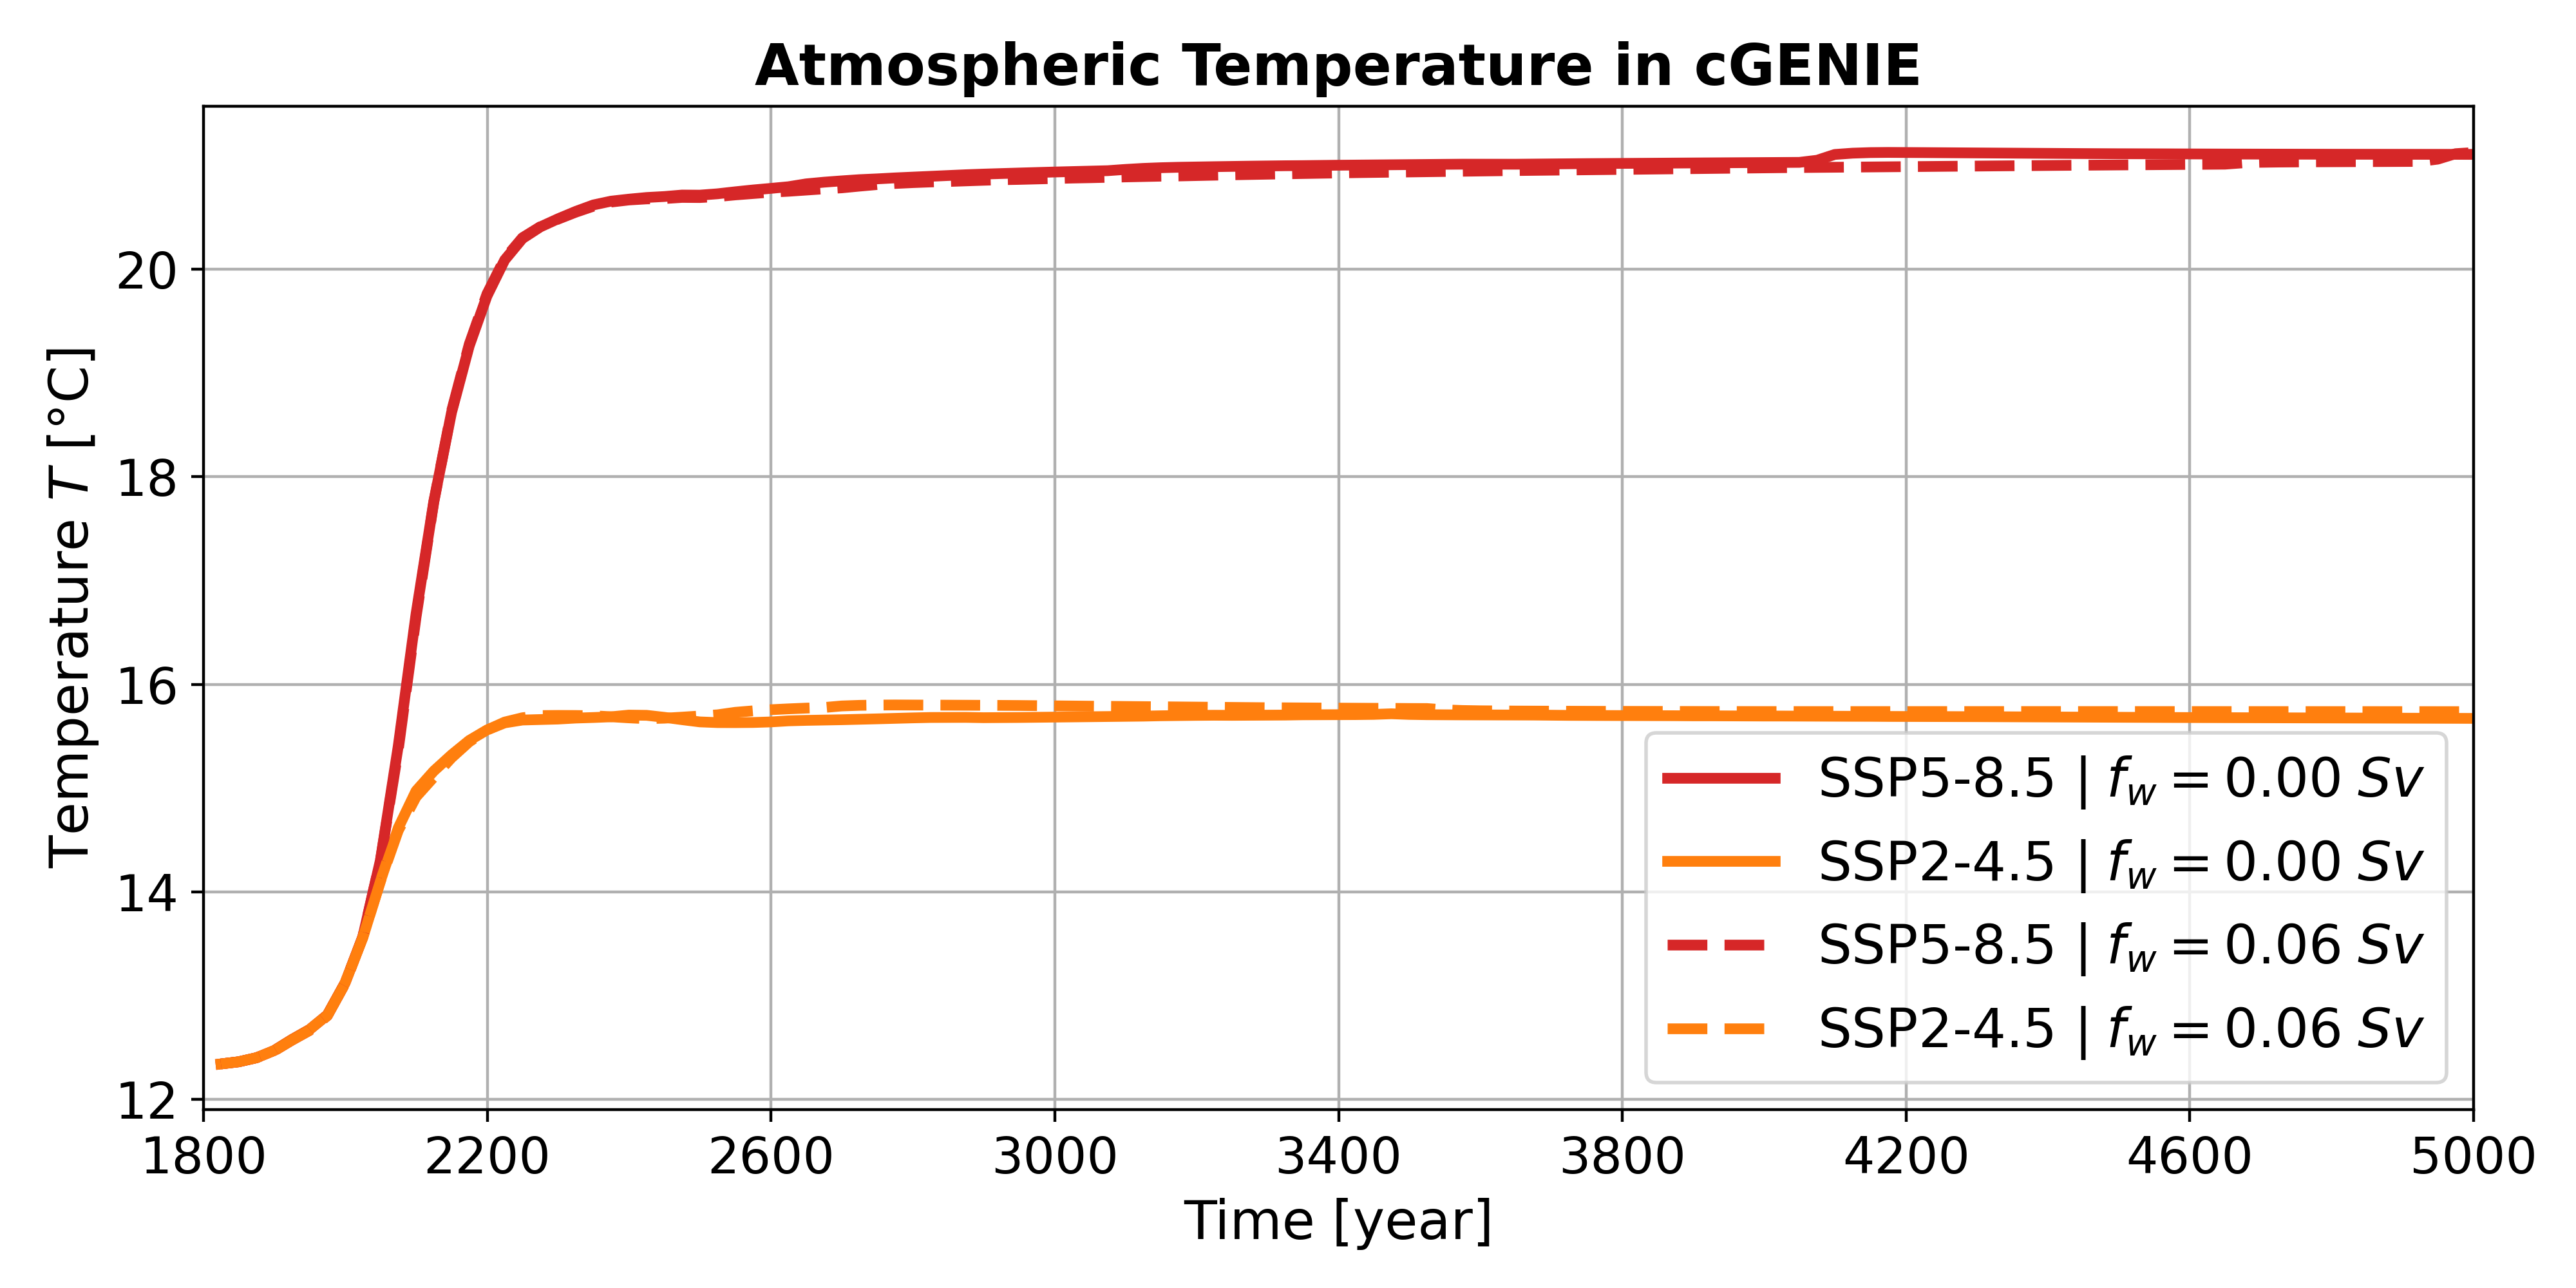 Atmospheric Temperature in cGENIE
Temperature T [°C]
20
18
16
14
12
1800 2200 2600 3000 3400 3800 4200 4600 5000
Time [year]
SSP5-8.5 | f_w = 0.00 Sv
SSP2-4.5 | f_w = 0.00 Sv
SSP5-8.5 | f_w = 0.06 Sv
SSP2-4.5 | f_w = 0.06 Sv